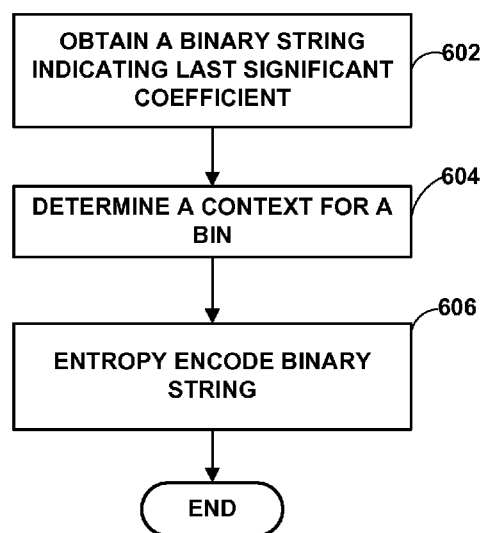 OBTAIN A BINARY STRING
INDICATING LAST SIGNIFICANT
COEFFICIENT
602
DETERMINE A CONTEXT FOR A
BIN
604
ENTROPY ENCODE BINARY
STRING
606
END